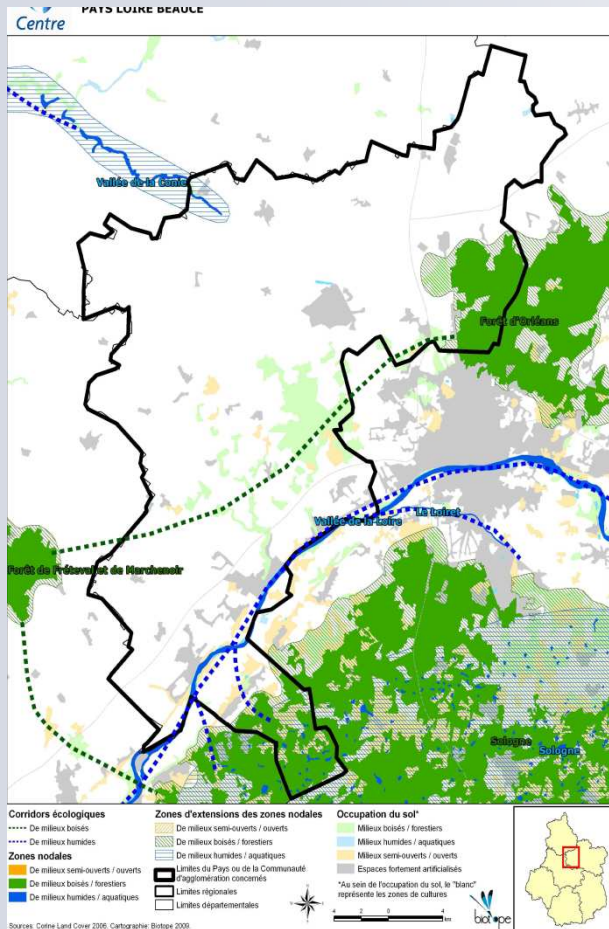 Centre
PAYS LOIRE BEAUCE
Vallée de la Conie
Forêt d'Orléans
Vallée de la Loire
Le Loiret
Forêt de Fréteval et de Marchenoir
Sologne
Sologne
Corridors écologiques
De milieux boisés
De milieux humides
Zones nodales
De milieux semi-ouverts / ouverts
De milieux boisés / forestiers
De milieux humides / aquatiques
Zones d'extensions des zones nodales
De milieux semi-ouverts / ouverts
De milieux boisés / forestiers
De milieux humides / aquatiques
Limites du Pays ou de la Communauté
d'agglomération concernés
Limites régionales
Limites départementales
Occupation du sol*
Milieux boisés / forestiers
Milieux humides / aquatiques
Milieux semi-ouverts / ouverts
Espaces fortement artificialisés
*Au sein de l'occupation du sol, le "blanc"
représente les zones de cultures
4 2 0 4 km
biotope
Sources: Corine Land Cover 2006. Cartographie: Biotope 2009.